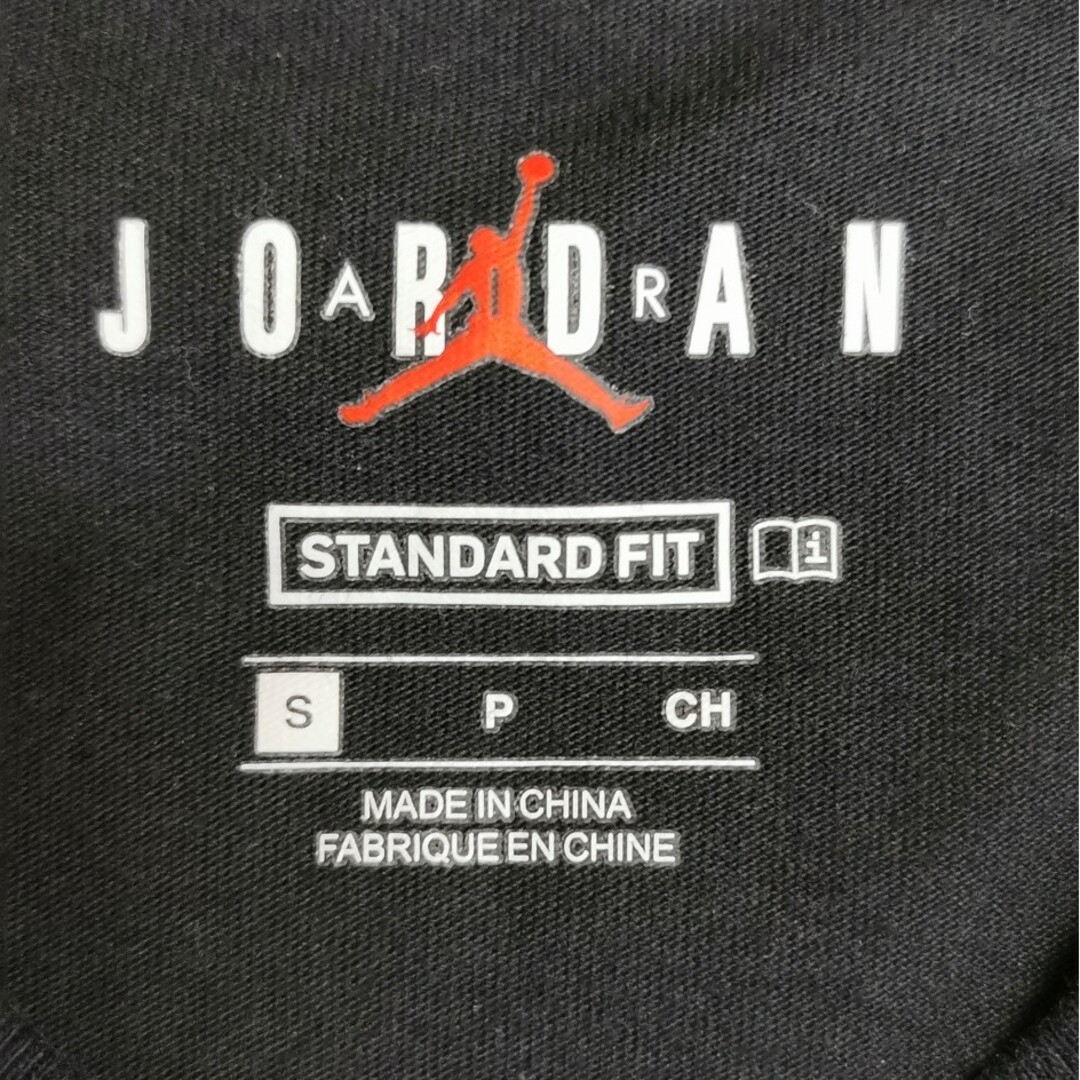 JORDAN
AIR
STANDARD FIT i
S P CH
MADE IN CHINA
FABRIQUE EN CHINE